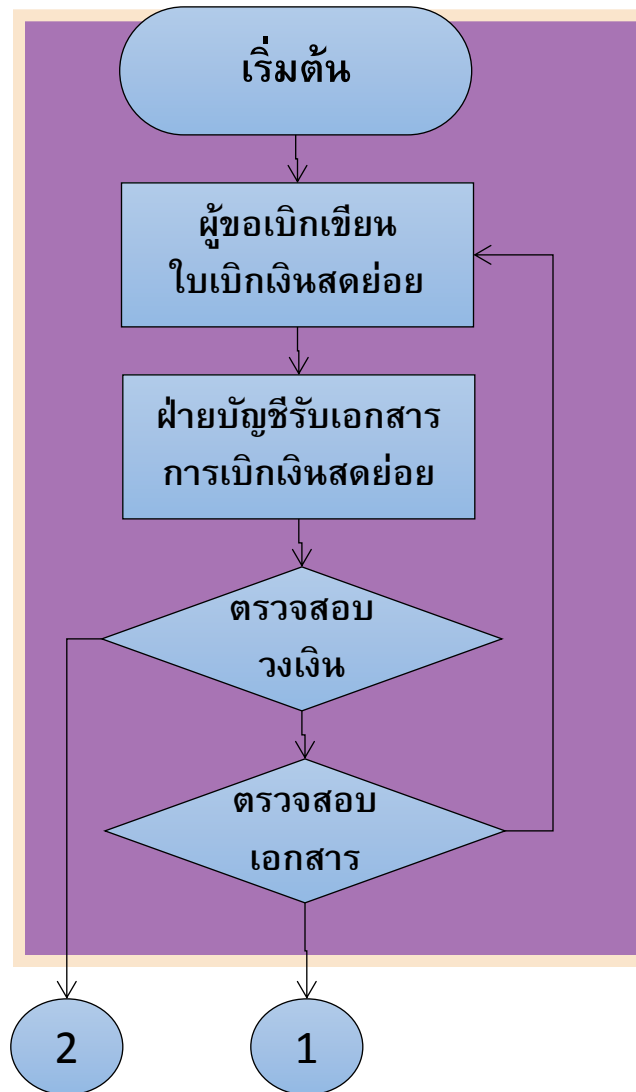 เริ่มต้น
ผู้ขอเบิกเขียน
ใบเบิกเงินสดย่อย
ฝ่ายบัญชีรับเอกสาร
การเบิกเงินสดย่อย
ตรวจสอบ
วงเงิน
ตรวจสอบ
เอกสาร
2
1